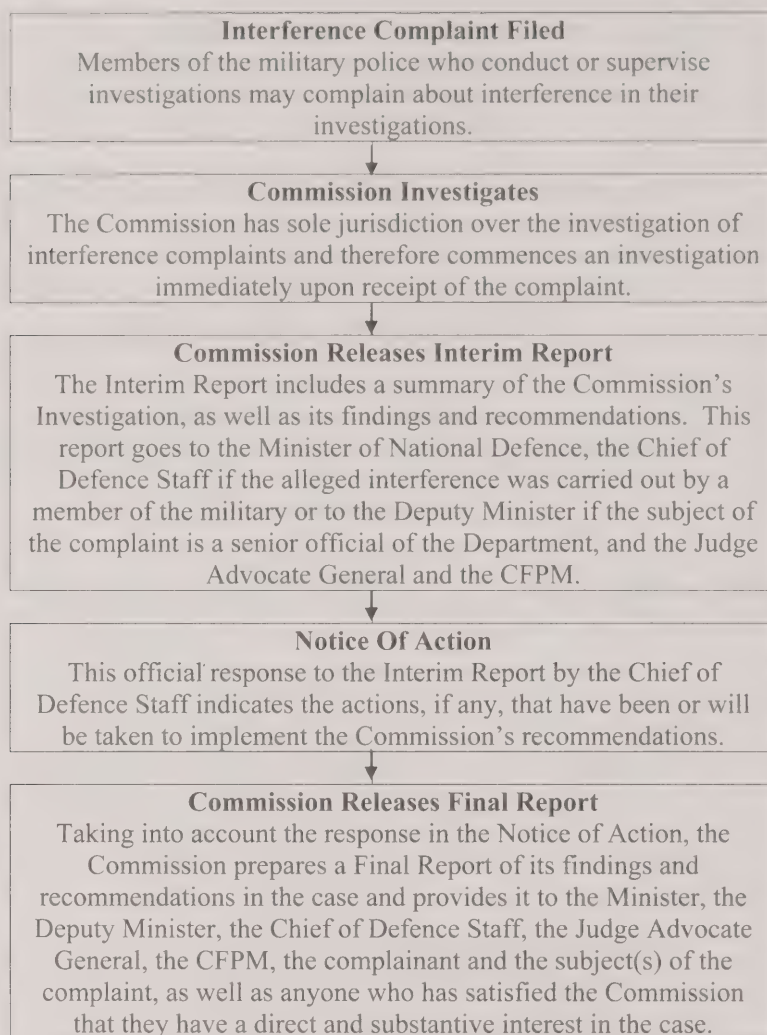 Interference Complaint Filed
Members of the military police who conduct or supervise
investigations may complain about interference in their
investigations.
Commission Investigates
The Commission has sole jurisdiction over the investigation of
interference complaints and therefore commences an investigation
immediately upon receipt of the complaint.
Commission Releases Interim Report
The Interim Report includes a summary of the Commission's
Investigation, as well as its findings and recommendations. This
report goes to the Minister of National Defence, the Chief of
Defence Staff if the alleged interference was carried out by a
member of the military or to the Deputy Minister if the subject of
the complaint is a senior official of the Department, and the Judge
Advocate General and the CFPM.
Notice Of Action
This official response to the Interim Report by the Chief of
Defence Staff indicates the actions, if any, that have been or will
be taken to implement the Commission's recommendations.
Commission Releases Final Report
Taking into account the response in the Notice of Action, the
Commission prepares a Final Report of its findings and
recommendations in the case and provides it to the Minister, the
Deputy Minister, the Chief of Defence Staff, the Judge Advocate
General, the CFPM, the complainant and the subject(s) of the
complaint, as well as anyone who has satisfied the Commission
that they have a direct and substantive interest in the case.